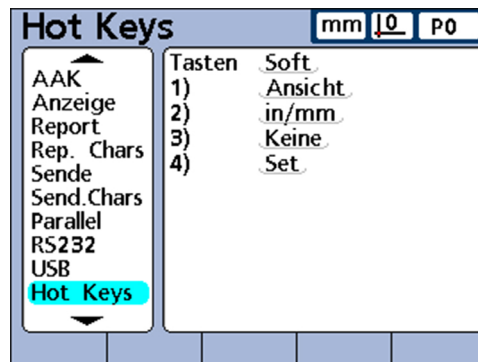 Hot Keys
mm
0
P0
AAK
Anzeige
Report
Rep. Chars
Sende
Send.Chars
Parallel
RS232
USB
Hot Keys
Tasten Soft
1) Ansicht
2) in/mm
3) Keine
4) Set